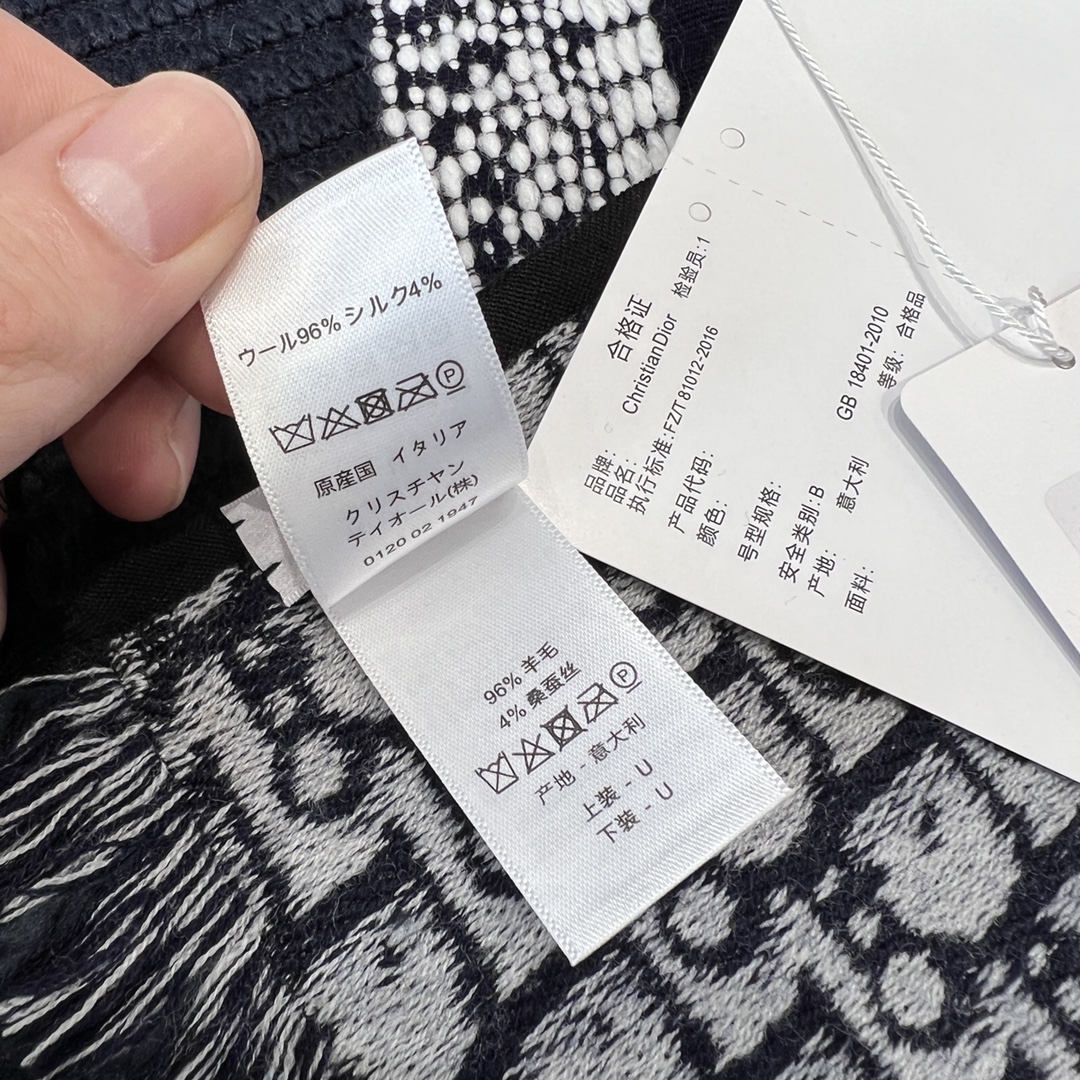 ウール96% シルク4%
P
原産国 イタリア
クリスチャン
ディオール(株)
0120 02 1947
96% 羊毛
4% 桑蚕丝
P
产地 - 意大利
上装 - U
下装 - U
合格证
品牌: ChristianDior 检验员:1
品名:
执行标准:FZ/T 81012-2016
产品代码:
颜色: GB 18401-2010
号型规格: 等级: 合格品
安全类别:B
产地: 意大利
面料: